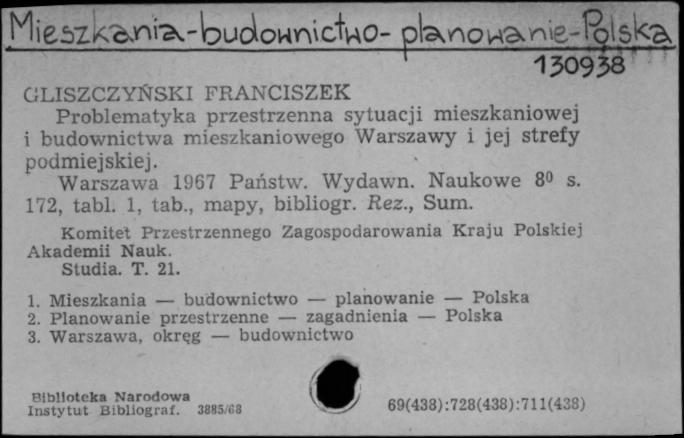 Mieszkania-budownictwo-planowanie-Polska
130938
GLISZCZYŃSKI FRANCISZEK
Problematyka przestrzenna sytuacji mieszkaniowej
i budownictwa mieszkaniowego Warszawy i jej strefy
podmiejskiej.
Warszawa 1967 Państw. Wydawn. Naukowe 8⁰ s.
172, tabl. 1, tab., mapy, bibliogr. Rez., Sum.
Komitet Przestrzennego Zagospodarowania Kraju Polskiej
Akademii Nauk.
Studia. T. 21.
1. Mieszkania — budownictwo — planowanie — Polska
2. Planowanie przestrzenne — zagadnienia — Polska
3. Warszawa, okręg — budownictwo
Biblioteka Narodowa
Instytut Bibliograf. 3885/68
69(438):728(438):711(438)